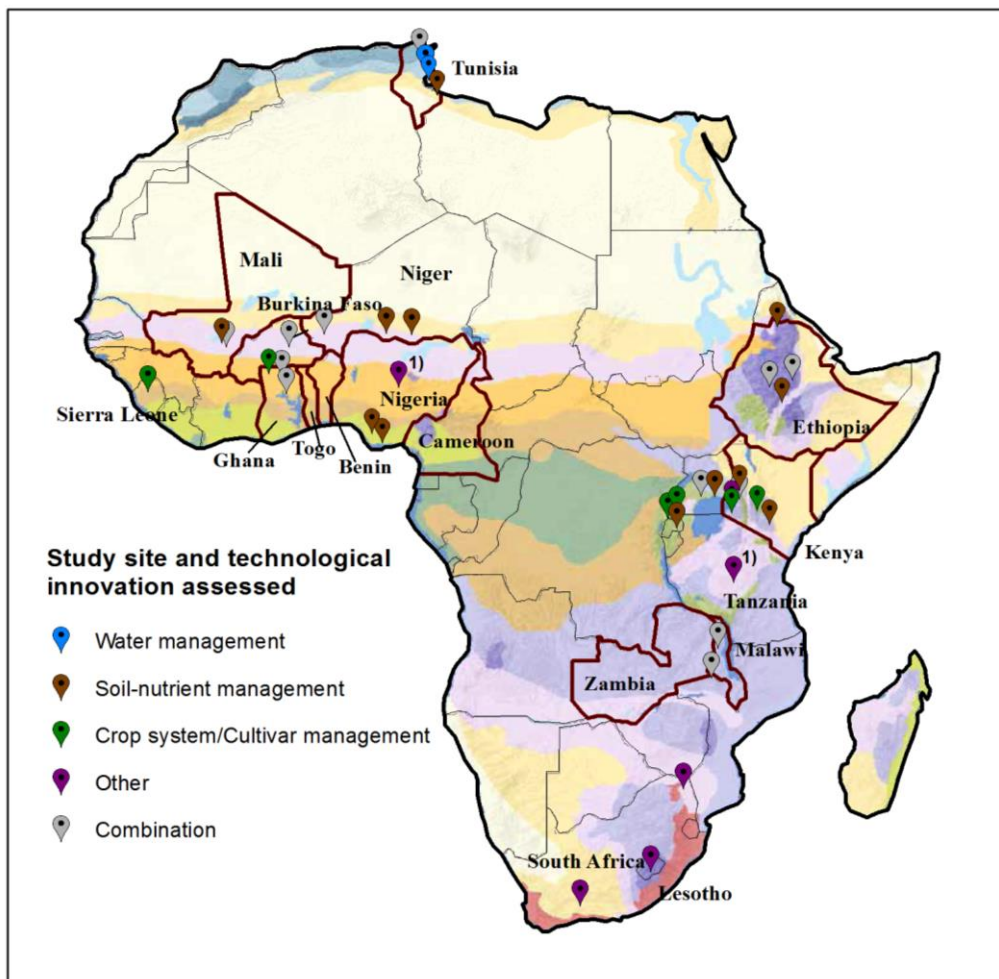 Tunisia
Mali
Niger
Burkina Faso
1)
Nigeria
Sierra Leone
Ghana
Togo
Benin
Cameroon
Ethiopia
Kenya
1)
Tanzania
Malawi
Zambia
South Africa
Lesotho
Study site and technological
innovation assessed
Water management
Soil-nutrient management
Crop system/Cultivar management
Other
Combination